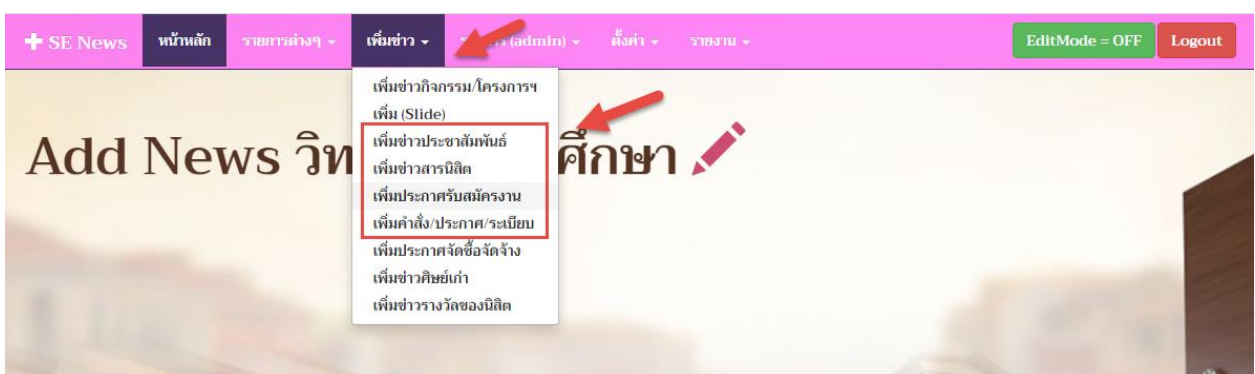 SE News หน้าหลัก รายการต่างๆ เพิ่มข่าว (admin) ตั้งค่า รายงาน EditMode = OFF Logout
เพิ่มข่าวกิจกรรม/โครงการฯ
เพิ่ม (Slide)
เพิ่มข่าวประชาสัมพันธ์
Add News วิท ศึกษา
เพิ่มข่าวสารนิสิต
เพิ่มประกาศรับสมัครงาน
เพิ่มคำสั่ง/ประกาศ/ระเบียบ
เพิ่มประกาศจัดซื้อจัดจ้าง
เพิ่มข่าวศิษย์เก่า
เพิ่มข่าวรางวัลของนิสิต